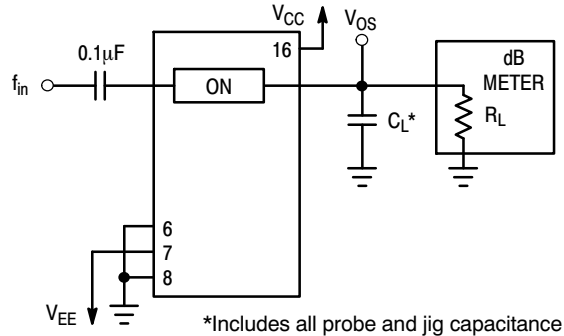 V_CC
V_OS
0.1μF
16
dB
METER
f_in
ON
C_L*
R_L
6
7
8
V_EE
*Includes all probe and jig capacitance